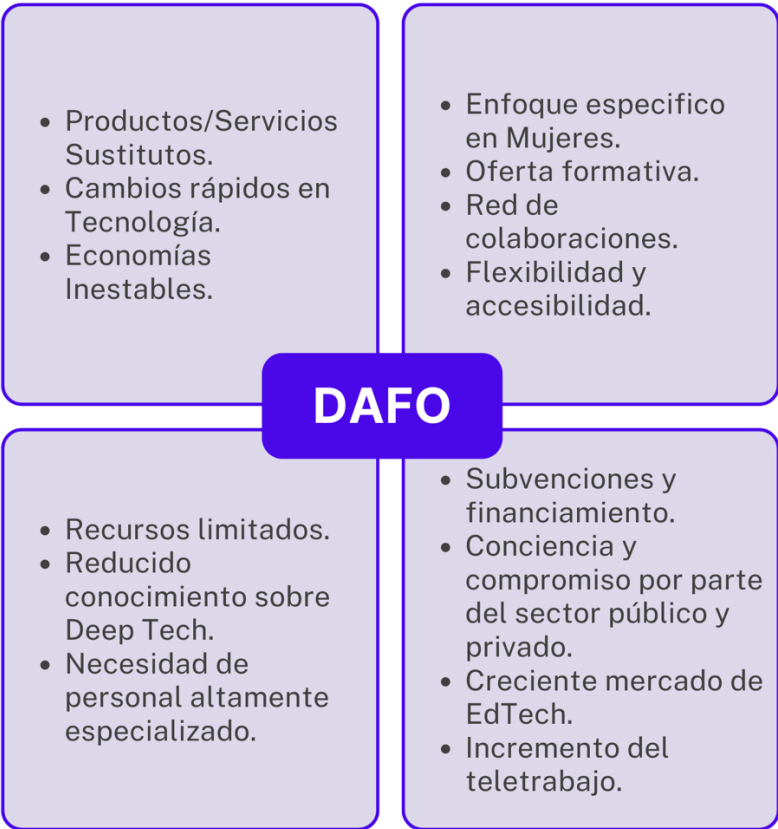 • Productos/Servicios
Sustitutos.
• Cambios rápidos en
Tecnología.
• Economías
Inestables.
• Enfoque especifico
en Mujeres.
• Oferta formativa.
• Red de
colaboraciones.
• Flexibilidad y
accesibilidad.
DAFO
• Recursos limitados.
• Reducido
conocimiento sobre
Deep Tech.
• Necesidad de
personal altamente
especializado.
• Subvenciones y
financiamiento.
• Conciencia y
compromiso por parte
del sector público y
privado.
• Creciente mercado de
EdTech.
• Incremento del
teletrabajo.